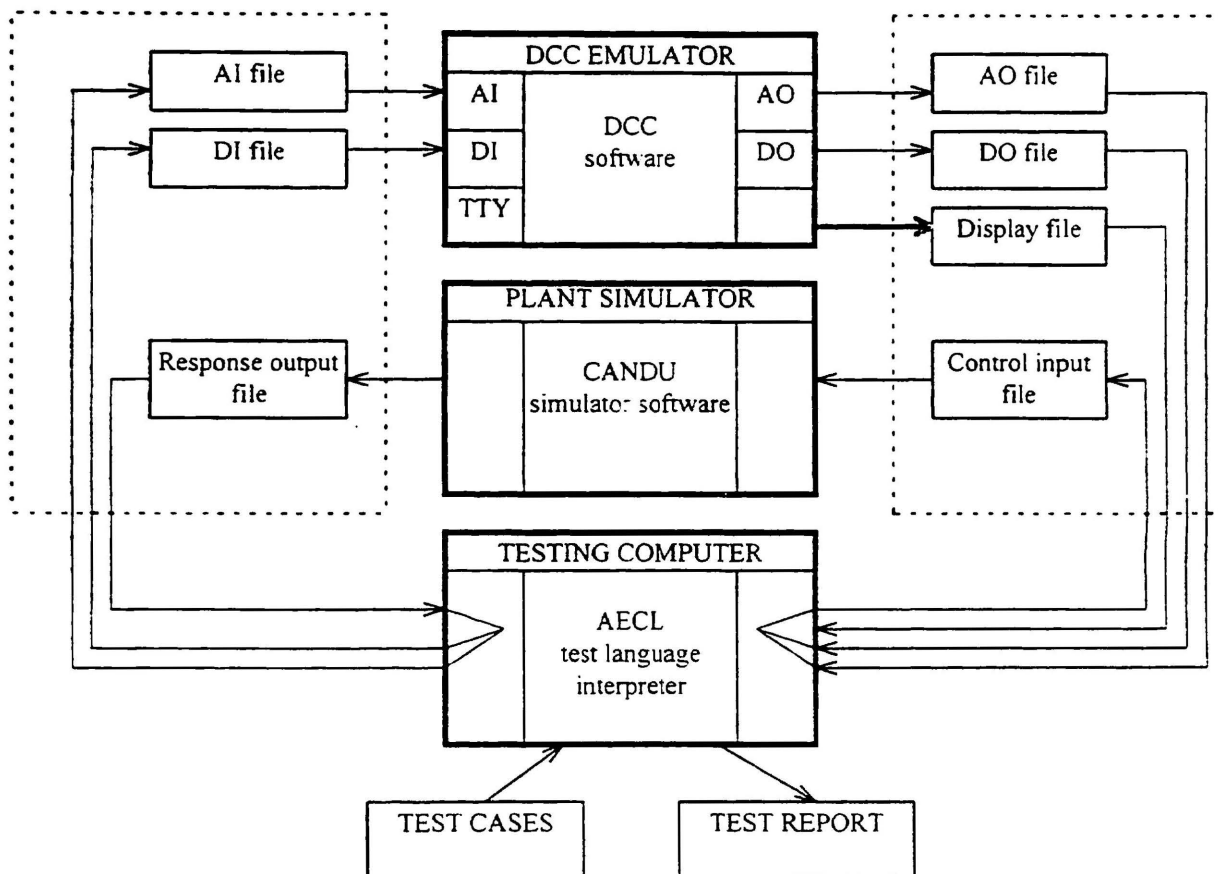 DCC EMULATOR
AI file
AI
DCC
software
AO
AO file
DI file
DI
DO
DO file
TTY
Display file
PLANT SIMULATOR
Response output
file
CANDU
simulator software
Control input
file
TESTING COMPUTER
AECL
test language
interpreter
TEST CASES
TEST REPORT